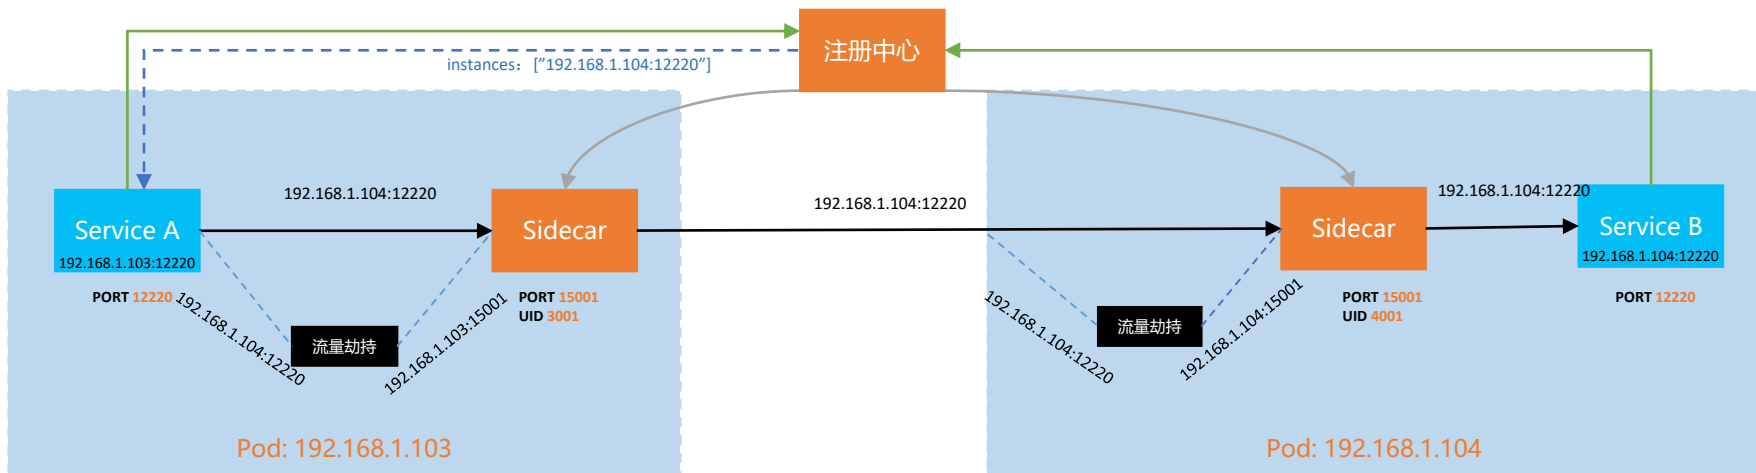 注册中心
instances：["192.168.1.104:12220"]
192.168.1.104:12220
192.168.1.104:12220
192.168.1.104:12220
Service A
192.168.1.103:12220
Sidecar
Sidecar
Service B
192.168.1.104:12220
PORT 12220
PORT 15001
UID 3001
PORT 15001
UID 4001
PORT 12220
192.168.1.104:12220
流量劫持
192.168.1.103:15001
192.168.1.104:12220
流量劫持
192.168.1.104:15001
Pod: 192.168.1.103
Pod: 192.168.1.104